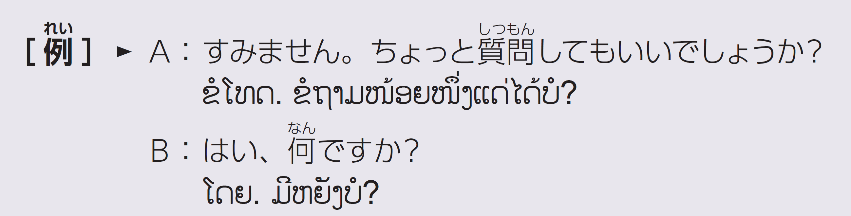 [例] ► A：すみません。ちょっと質問してもいいでしょうか？
れい
しつもん
ຂໍໂທດ. ຂໍຖາມໜ້ອຍໜຶ່ງແດ່ໄດ້ບໍ?
B：はい、何ですか？
なん
ໂດຍ. ມີຫຍັງບໍ?